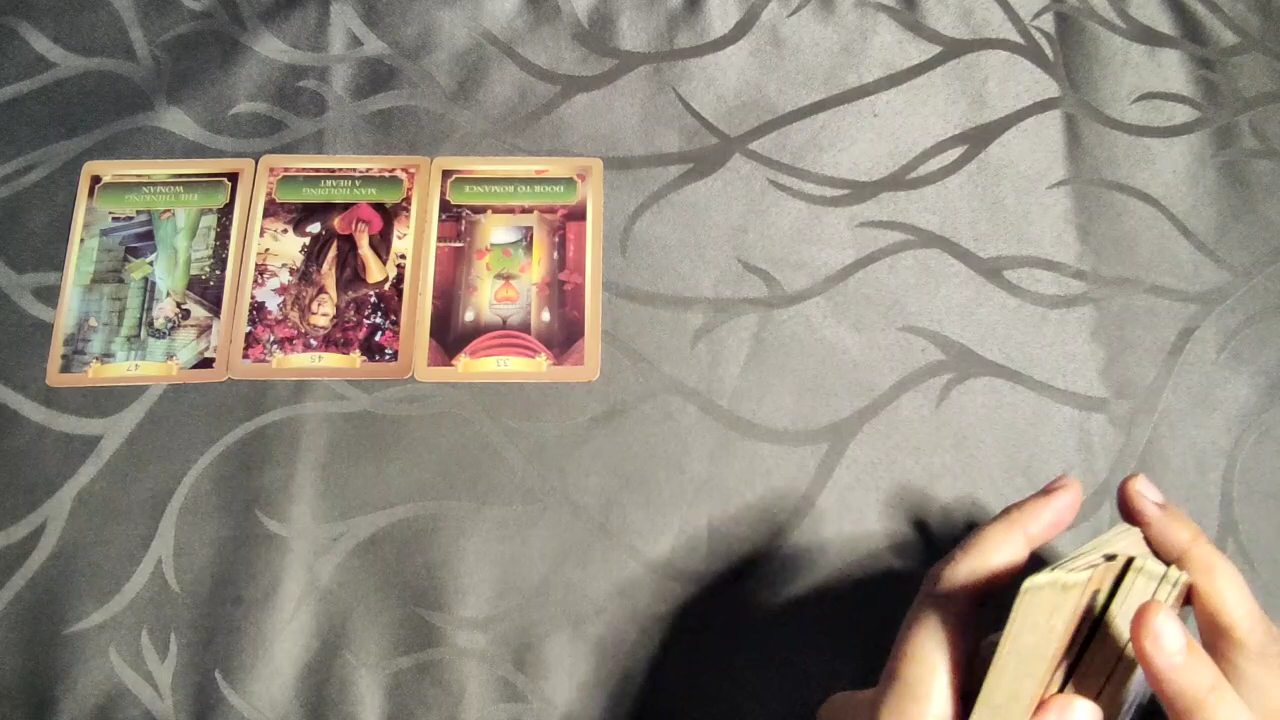 THE THINKING
WOMAN
47
MAN HOLDING
A HEART
45
DOOR TO ROMANCE
33